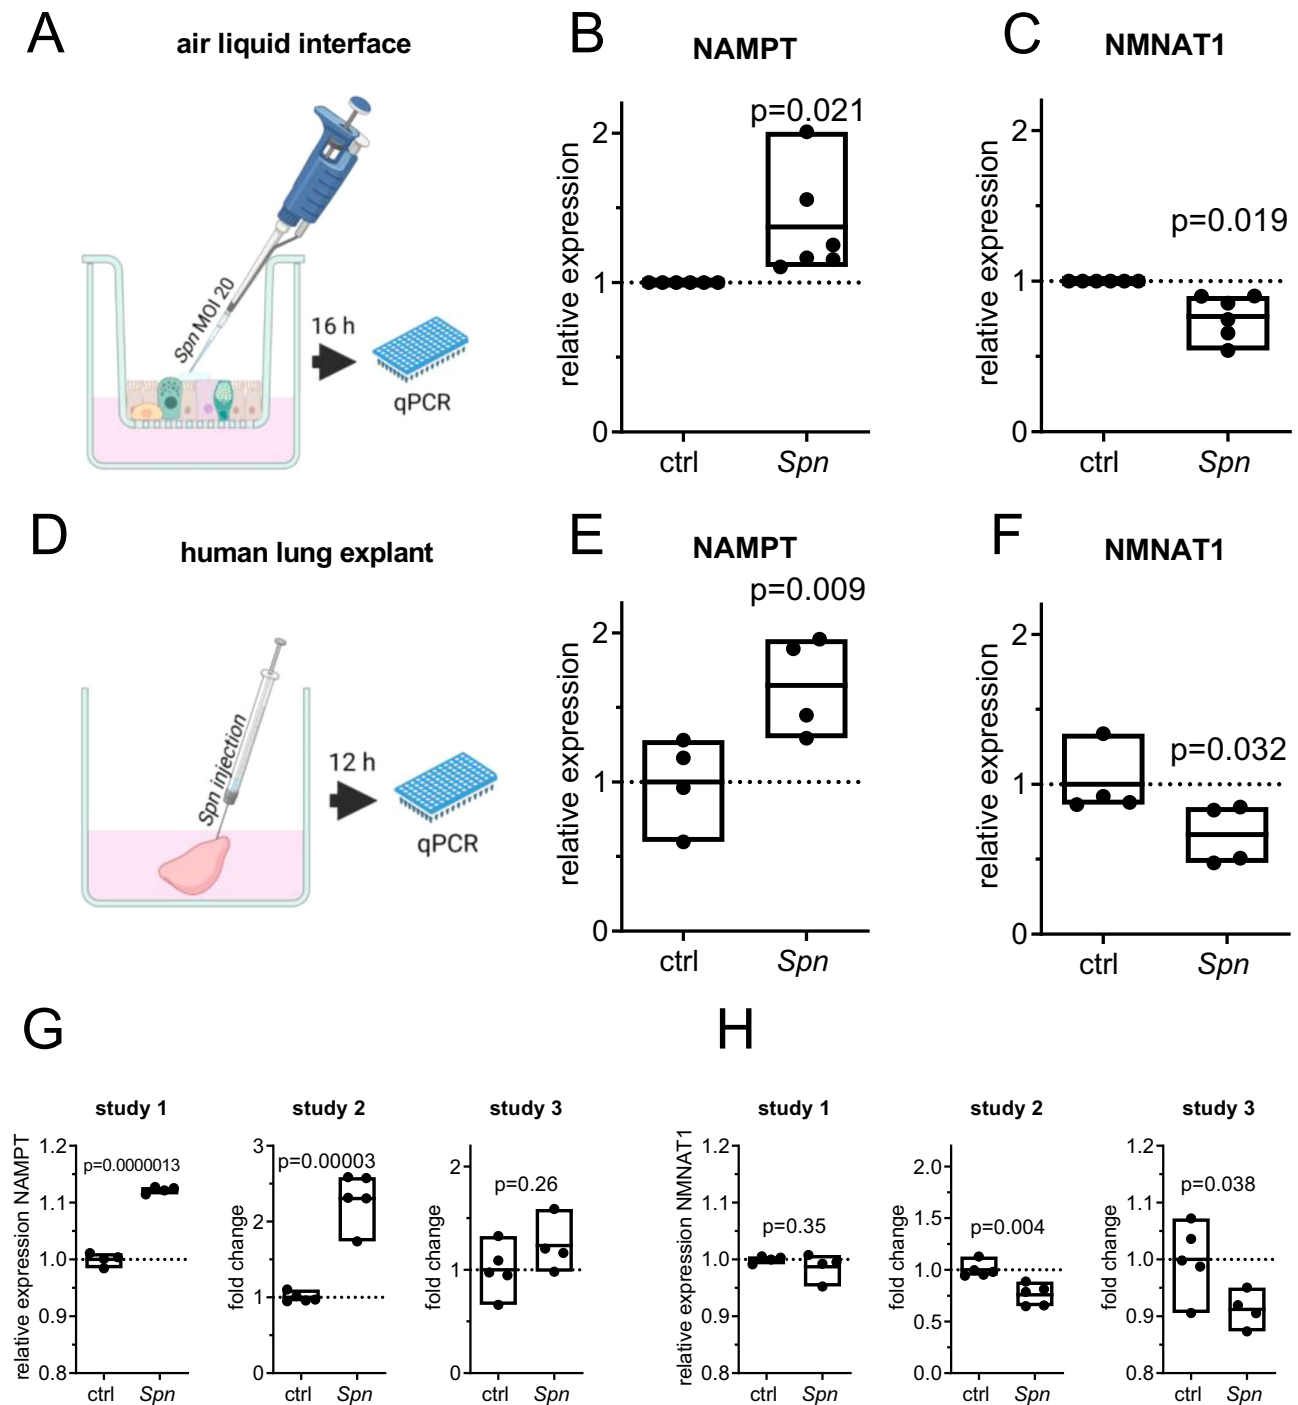 A
air liquid interface
Spn MOI 20
16 h
qPCR
B
NAMPT
p=0.021
relative expression
2
1
0
ctrl
Spn
C
NMNAT1
p=0.019
relative expression
2
1
0
ctrl
Spn
D
human lung explant
Spn injection
12 h
qPCR
E
NAMPT
p=0.009
relative expression
2
1
0
ctrl
Spn
F
NMNAT1
p=0.032
relative expression
2
1
0
ctrl
Spn
G
study 1
relative expression NAMPT
p=0.0000013
1.2
1.1
1.0
0.9
0.8
ctrl
Spn
study 2
fold change
p=0.00003
3
2
1
0
ctrl
Spn
study 3
fold change
p=0.26
2
1
0
ctrl
Spn
H
study 1
relative expression NMNAT1
p=0.35
1.2
1.1
1.0
0.9
0.8
ctrl
Spn
study 2
fold change
p=0.004
2.0
1.5
1.0
0.5
0.0
ctrl
Spn
study 3
fold change
p=0.038
1.2
1.1
1.0
0.9
0.8
ctrl
Spn